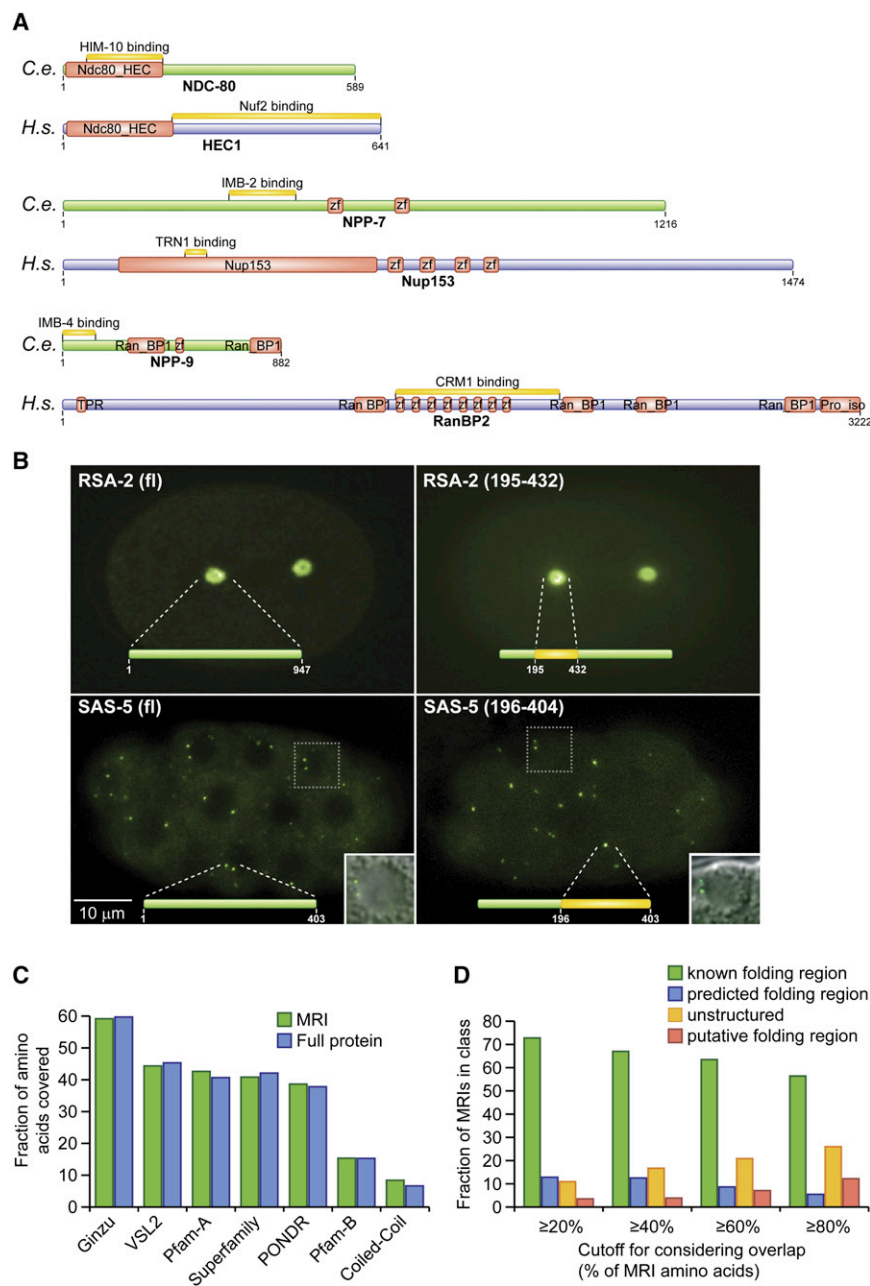 A
HIM-10 binding
C.e.
Ndc80_HEC
1
NDC-80
589
Nuf2 binding
H.s.
Ndc80_HEC
1
HEC1
641
IMB-2 binding
C.e.
zf zf
1
NPP-7
1216
TRN1 binding
H.s.
Nup153
zf zf zf zf
1
Nup153
1474
IMB-4 binding
C.e.
Ran_BP1 zf Ran_BP1
1
NPP-9
882
CRM1 binding
H.s.
TPR Ran BP1 zf zf zf zf zf zf zf zf Ran_BP1 Ran_BP1 Ran_BP1 Pro_iso
1
RanBP2
3222
B
RSA-2 (fl)
1 947
RSA-2 (195-432)
195 432
SAS-5 (fl)
10 μm
1 403
SAS-5 (196-404)
196 403
C
MRI
Full protein
Fraction of amino
acids covered
60
50
40
30
20
10
0
Ginzu
VSL2
Pfam-A
Superfamily
PONDR
Pfam-B
Coiled-Coil
D
known folding region
predicted folding region
unstructured
putative folding region
Fraction of MRIs in class
80
70
60
50
40
30
20
10
0
≥20% ≥40% ≥60% ≥80%
Cutoff for considering overlap
(% of MRI amino acids)